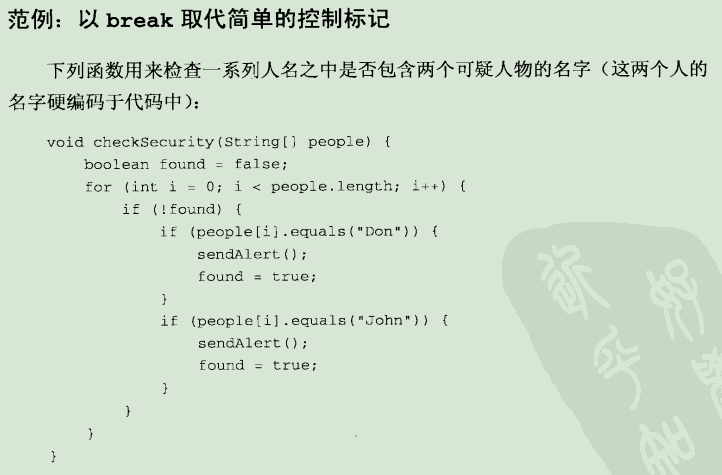 范例：以 break 取代简单的控制标记
下列函数用来检查一系列人名之中是否包含两个可疑人物的名字（这两个人的
名字硬编码于代码中）：
void checkSecurity(String[] people) {
boolean found = false;
for (int i = 0; i < people.length; i++) {
if (!found) {
if (people[i].equals("Don")) {
sendAlert();
found = true;
}
if (people[i].equals("John")) {
sendAlert();
found = true;
}
}
}
}